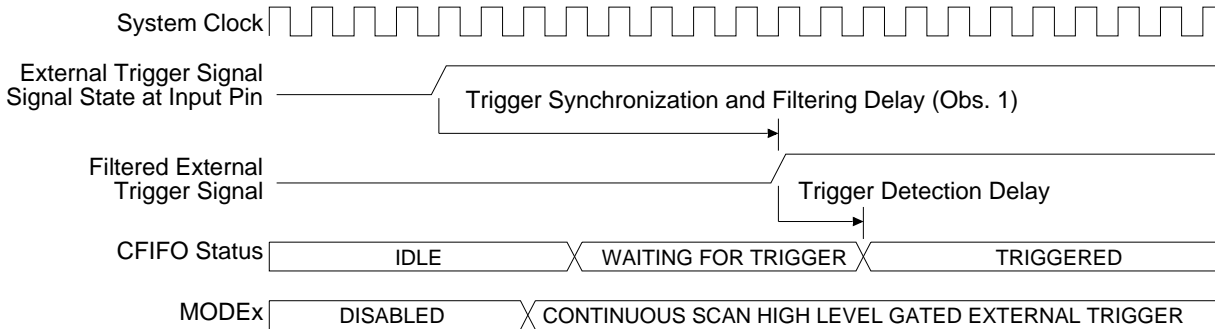 System Clock
External Trigger Signal
Signal State at Input Pin
Trigger Synchronization and Filtering Delay (Obs. 1)
Filtered External
Trigger Signal
Trigger Detection Delay
CFIFO Status
IDLE
WAITING FOR TRIGGER
TRIGGERED
MODEx
DISABLED
CONTINUOUS SCAN HIGH LEVEL GATED EXTERNAL TRIGGER